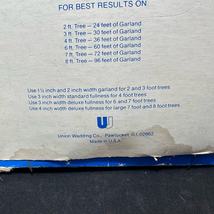 FOR BEST RESULTS ON
2 ft. Tree — 24 feet of Garland
3 ft. Tree — 30 feet of Garland
4 ft. Tree — 36 feet of Garland
6 ft. Tree — 60 feet of Garland
7 ft. Tree — 72 feet of Garland
8 ft. Tree — 96 feet of Garland
Use 1½ inch and 2 inch width garland for 2 and 3 foot trees
Use 3 inch width standard fullness for 4 foot trees
Use 3 inch width deluxe fullness for 6 and 7 foot trees
Use 4 inch width deluxe fullness for large 7 and 8 foot trees
Union Wadding Co., Pawtucket, R.I. 02862
Made in U.S.A.